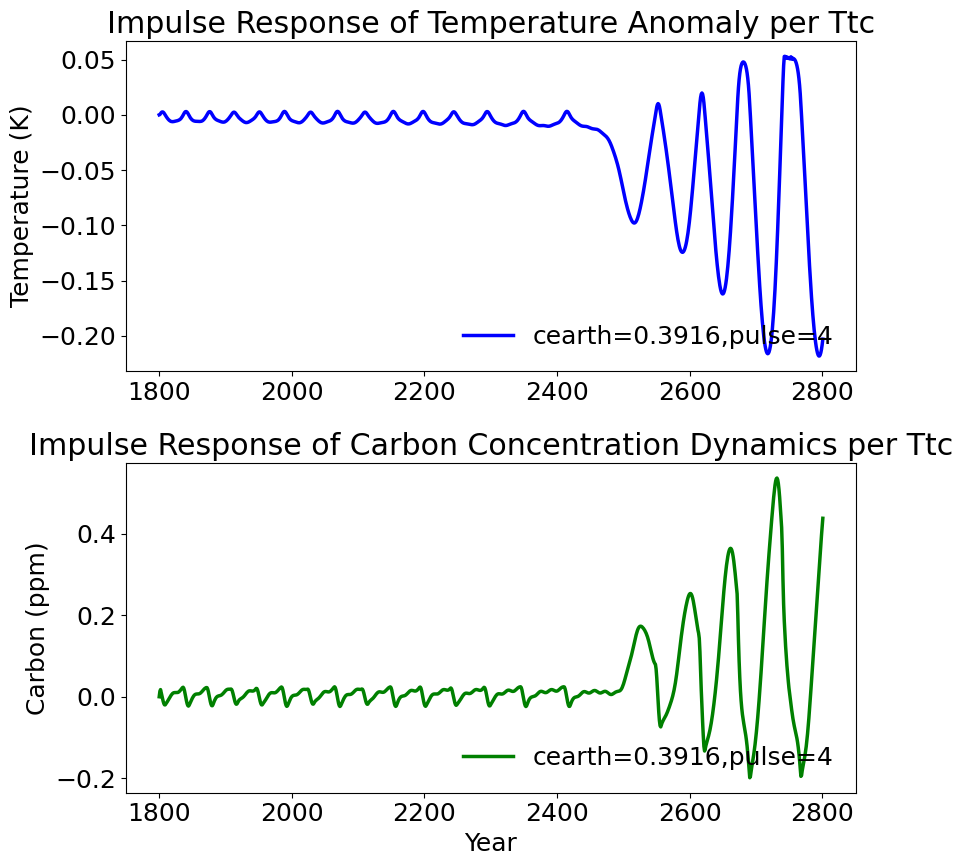 Impulse Response of Temperature Anomaly per Ttc
Temperature (K)
0.05
0.00
−0.05
−0.10
−0.15
−0.20
cearth=0.3916,pulse=4
1800 2000 2200 2400 2600 2800
Impulse Response of Carbon Concentration Dynamics per Ttc
Carbon (ppm)
0.4
0.2
0.0
−0.2
cearth=0.3916,pulse=4
1800 2000 2200 2400 2600 2800
Year